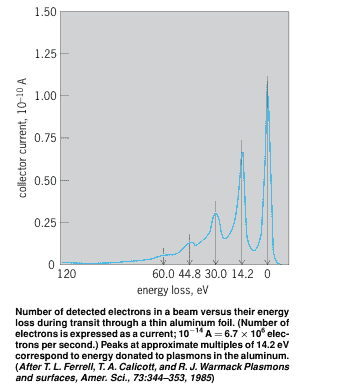 1.50
1.25
1.00
0.75
0.50
0.25
0
collector current, 10⁻¹⁰ A
120 60.0 44.8 30.0 14.2 0
energy loss, eV
Number of detected electrons in a beam versus their energy
loss during transit through a thin aluminum foil. (Number of
electrons is expressed as a current; 10⁻¹⁴ A = 6.7 × 10⁶ elec-
trons per second.) Peaks at approximate multiples of 14.2 eV
correspond to energy donated to plasmons in the aluminum.
(After T. L. Ferrell, T. A. Calicott, and R. J. Warmack Plasmons
and surfaces, Amer. Sci., 73:344–353, 1985)